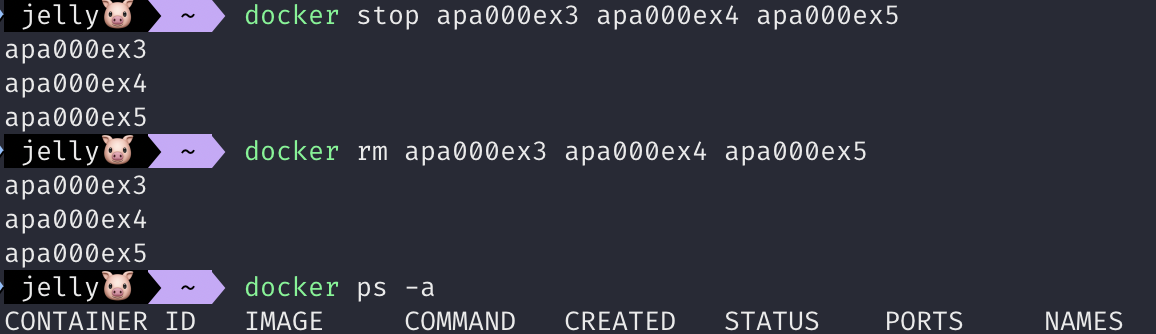 jelly🐷 ~ docker stop apa000ex3 apa000ex4 apa000ex5
apa000ex3
apa000ex4
apa000ex5
jelly🐷 ~ docker rm apa000ex3 apa000ex4 apa000ex5
apa000ex3
apa000ex4
apa000ex5
jelly🐷 ~ docker ps -a
CONTAINER ID IMAGE COMMAND CREATED STATUS PORTS NAMES